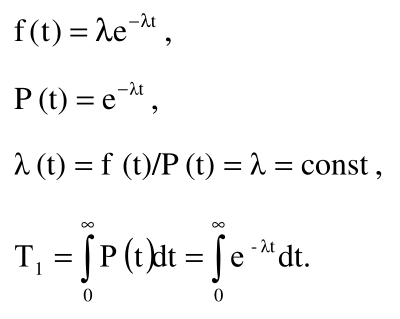 f(t) = λe^{−λt} ,
P(t) = e^{−λt} ,
λ(t) = f (t)/P(t) = λ = const ,
T₁ = ∫₀^∞ P(t)dt = ∫₀^∞ e^{-λt} dt.